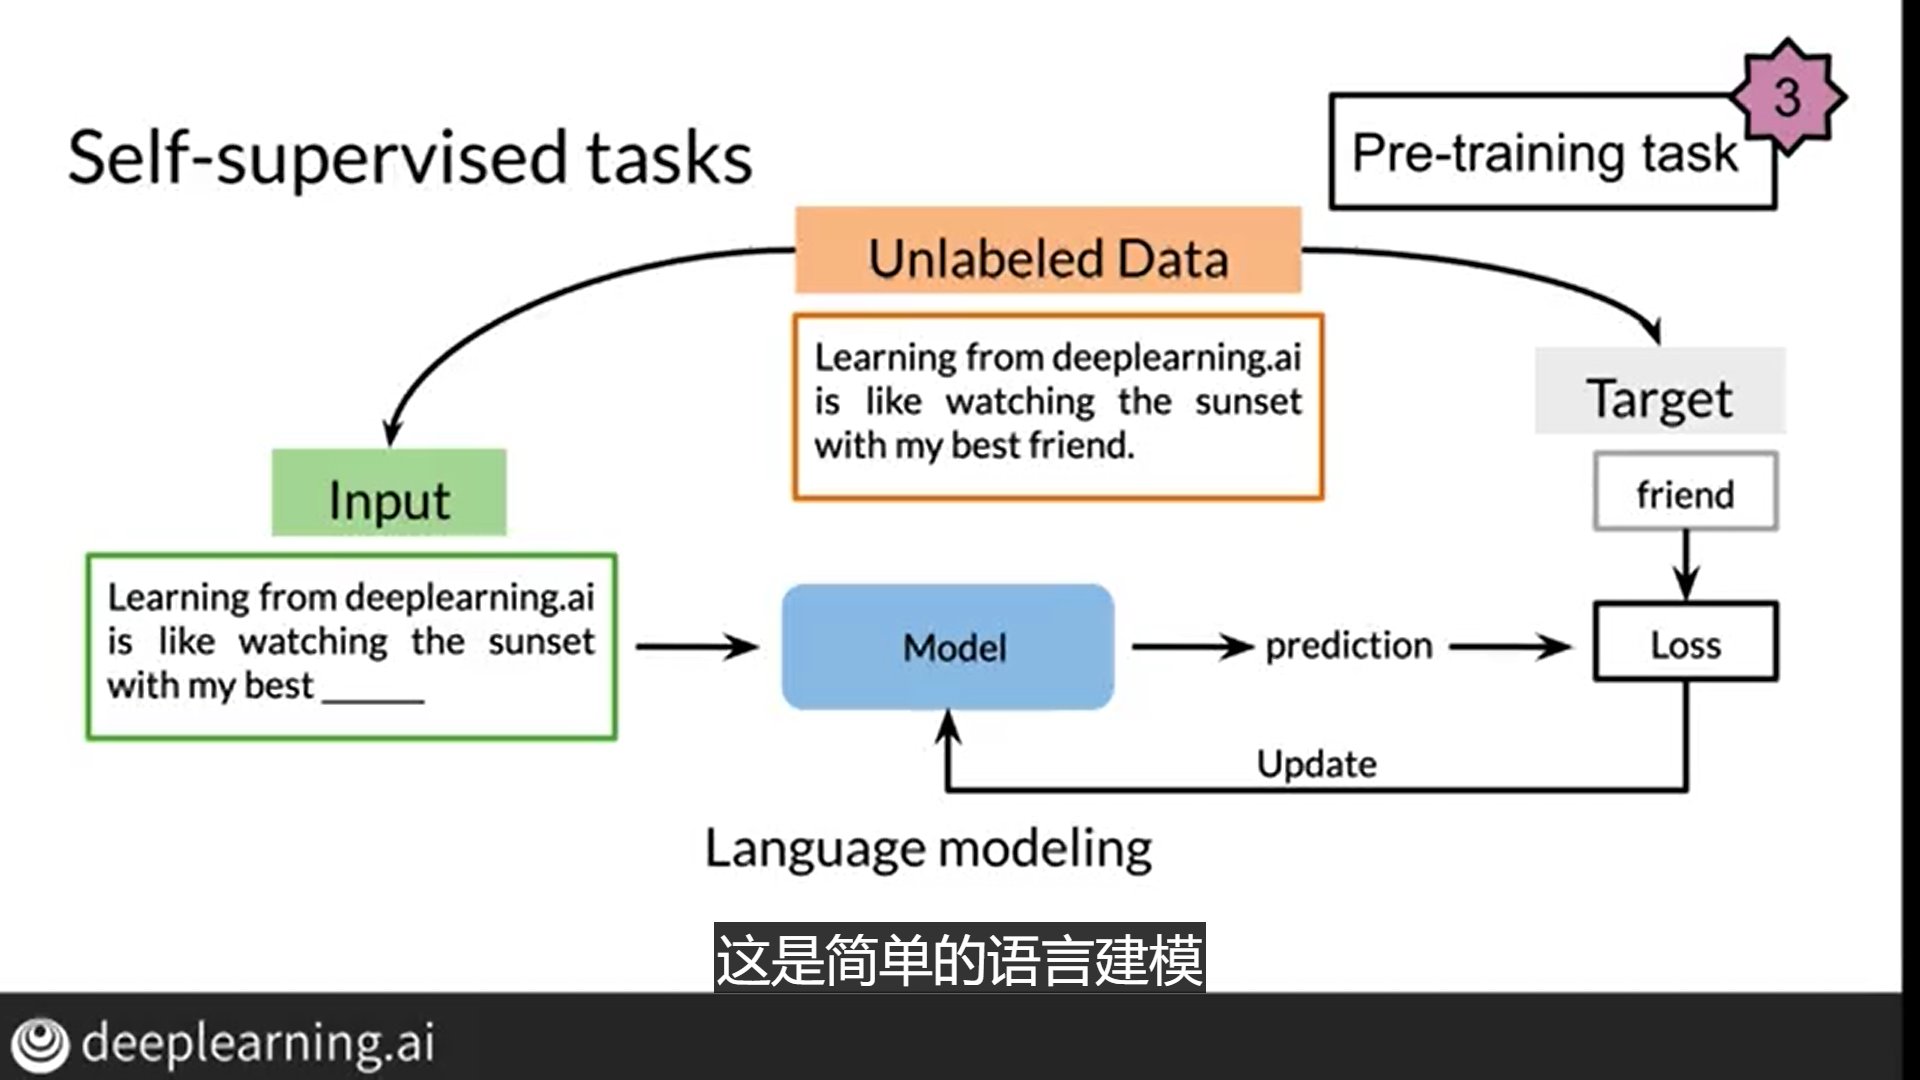 Self-supervised tasks
Pre-training task
3
Unlabeled Data
Learning from deeplearning.ai
is like watching the sunset
with my best friend.
Target
friend
Input
Learning from deeplearning.ai
is like watching the sunset
with my best ______
Model
prediction
Loss
Update
Language modeling
这是简单的语言建模
deeplearning.ai